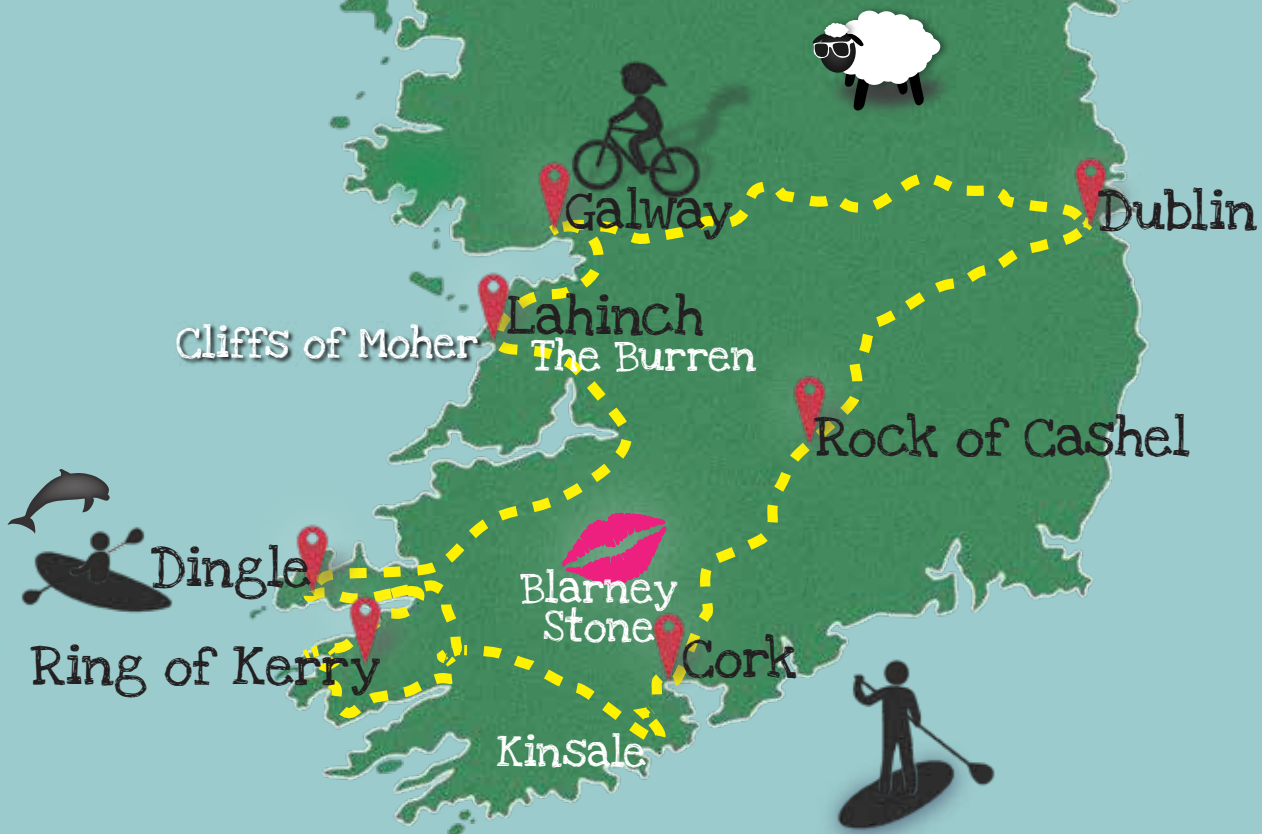 Galway
Dublin
Lahinch
Cliffs of Moher
The Burren
Rock of Cashel
Dingle
Blarney
Stone
Cork
Ring of Kerry
Kinsale